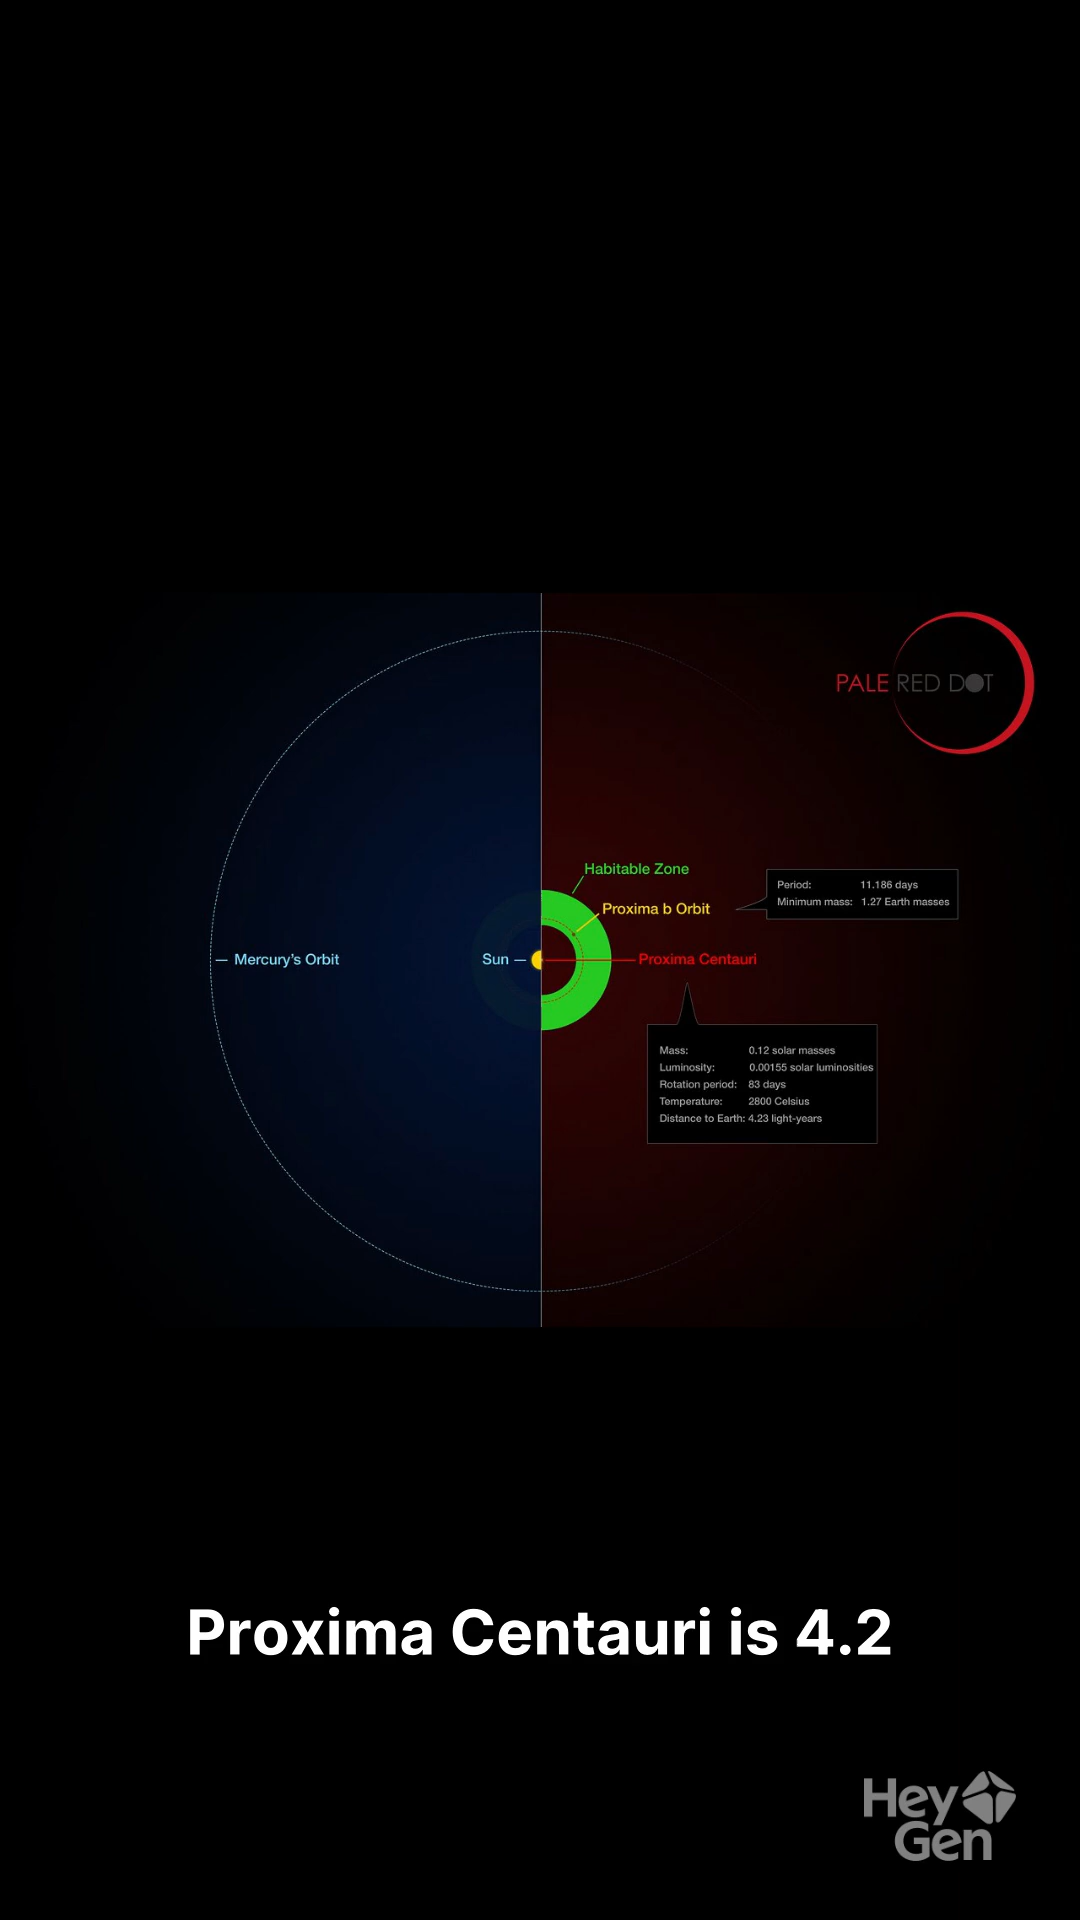 PALE RED DOT
Habitable Zone
Period: 11.186 days
Minimum mass: 1.27 Earth masses
Proxima b Orbit
Mercury's Orbit
Sun
Proxima Centauri
Mass: 0.12 solar masses
Luminosity: 0.00155 solar luminosities
Rotation period: 83 days
Temperature: 2800 Celsius
Distance to Earth: 4.23 light-years
Proxima Centauri is 4.2
Hey
Gen